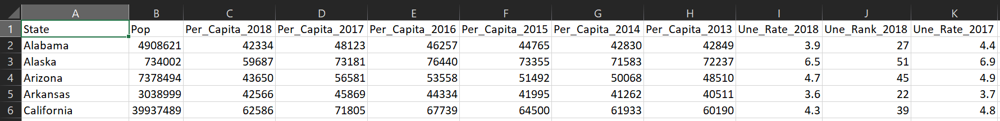 A B C D E F G H I J K
1 State Pop Per_Capita_2018 Per_Capita_2017 Per_Capita_2016 Per_Capita_2015 Per_Capita_2014 Per_Capita_2013 Une_Rate_2018 Une_Rank_2018 Une_Rate_2017
2 Alabama 4908621 42334 48123 46257 44765 42830 42849 3.9 27 4.4
3 Alaska 734002 59687 73181 76440 73355 71583 72237 6.5 51 6.9
4 Arizona 7378494 43650 56581 53558 51492 50068 48510 4.7 45 4.9
5 Arkansas 3038999 42566 45869 44334 41995 41262 40511 3.6 22 3.7
6 California 39937489 62586 71805 67739 64500 61933 60190 4.3 39 4.8